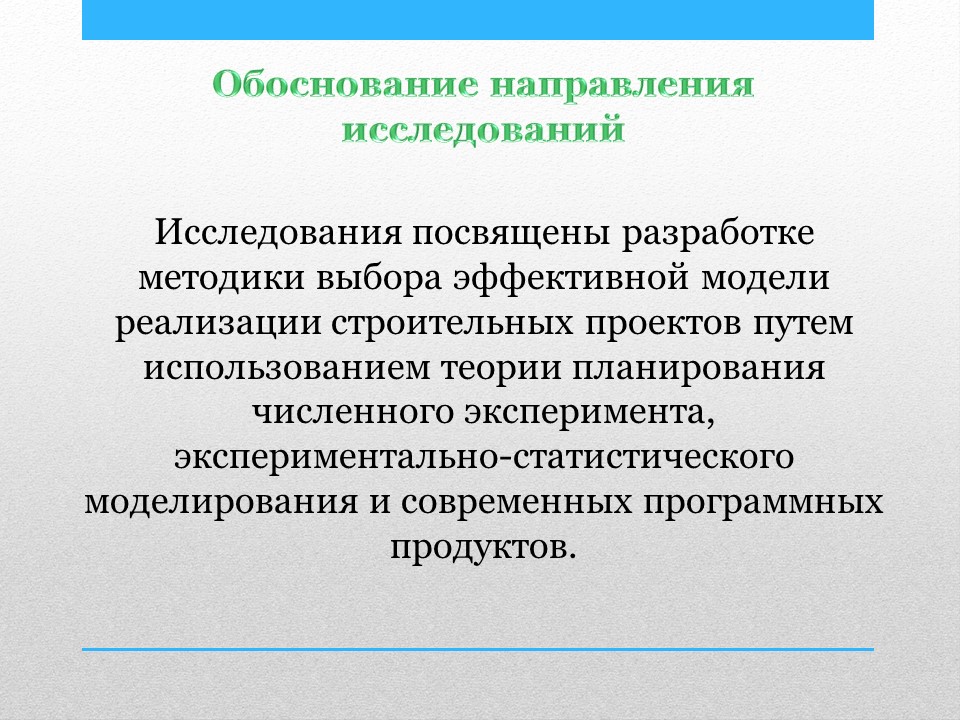 Обоснование направления
исследований
Исследования посвящены разработке
методики выбора эффективной модели
реализации строительных проектов путем
использованием теории планирования
численного эксперимента,
экспериментально-статистического
моделирования и современных программных
продуктов.